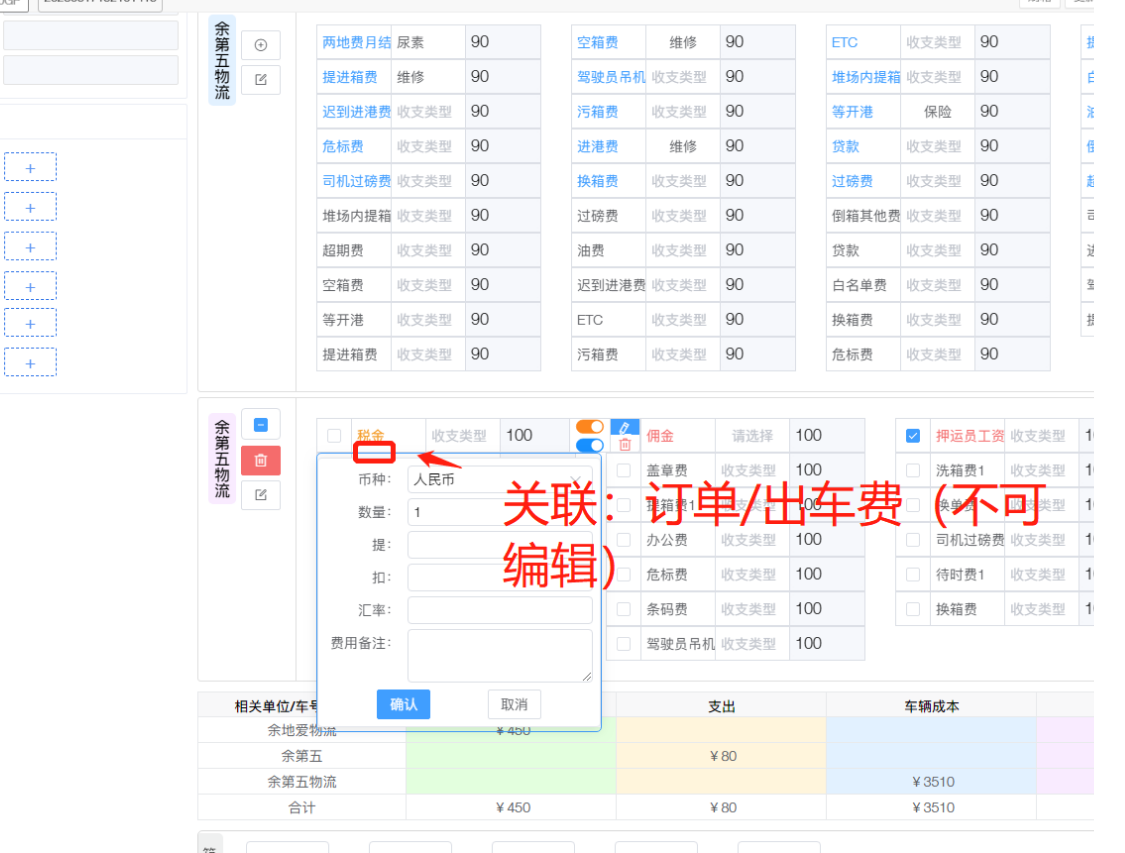 余第五物流
两地费月结 尿素 90 空箱费 维修 90 ETC 收支类型 90
提进箱费 维修 90 驾驶员吊机 收支类型 90 堆场内提箱 收支类型 90
迟到进港费 收支类型 90 污箱费 收支类型 90 等开港 保险 90
危标费 收支类型 90 进港费 维修 90 贷款 收支类型 90
司机过磅费 收支类型 90 换箱费 收支类型 90 过磅费 收支类型 90
堆场内提箱 收支类型 90 过磅费 收支类型 90 倒箱其他费 收支类型 90
超期费 收支类型 90 油费 收支类型 90 贷款 收支类型 90
空箱费 收支类型 90 迟到进港费 收支类型 90 白名单费 收支类型 90
等开港 收支类型 90 ETC 收支类型 90 换箱费 收支类型 90
提进箱费 收支类型 90 污箱费 收支类型 90 危标费 收支类型 90
余第五物流
税金 收支类型 100 佣金 请选择 100 押运员工资 收支类型
币种: 人民币 盖章费 收支类型 100 洗箱费1 收支类型
数量: 1 提箱费1 收支类型 100 换单费 收支类型
关联：订单/出车费（不可
编辑）
提: 办公费 收支类型 100 司机过磅费 收支类型
扣: 危标费 收支类型 100 待时费1 收支类型
汇率: 条码费 收支类型 100 换箱费 收支类型
费用备注: 驾驶员吊机 收支类型 100
确认 取消
相关单位/车号 支出 车辆成本
余地爱物流 ¥450
余第五 ¥80
余第五物流 ¥3510
合计 ¥450 ¥80 ¥3510